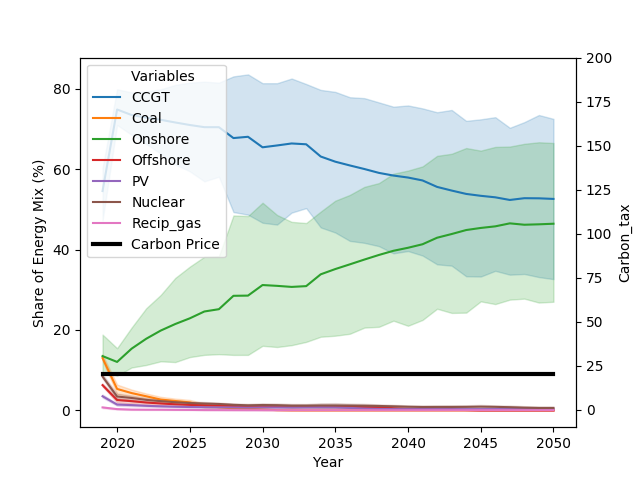 Variables
CCGT
Coal
Onshore
Offshore
PV
Nuclear
Recip_gas
Carbon Price
Share of Energy Mix (%)
80
60
40
20
0
200
175
150
125
100
75
50
25
0
Carbon_tax
2020 2025 2030 2035 2040 2045 2050
Year